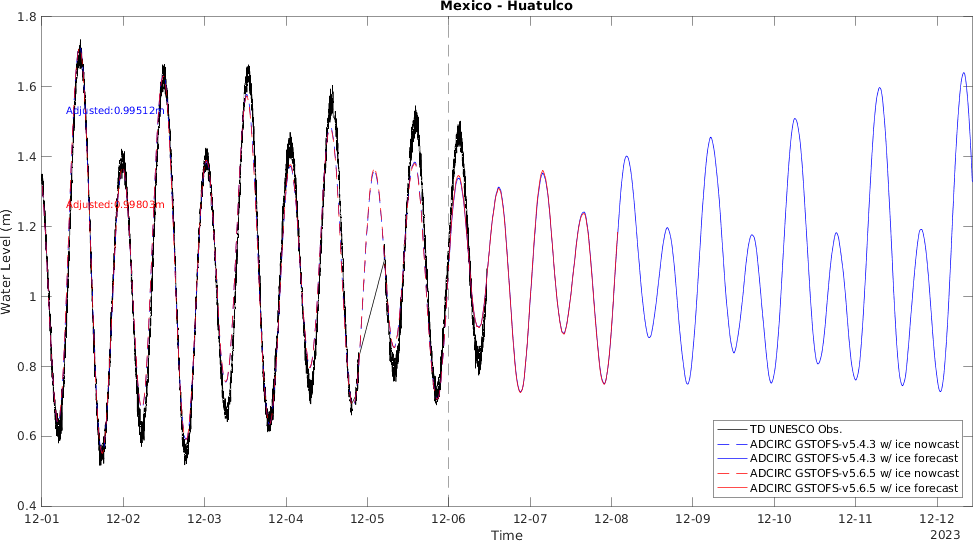 Mexico - Huatulco
1.8
1.6
1.4
1.2
1
0.8
0.6
0.4
Water Level (m)
Adjusted:0.99512m
Adjusted:0.99803m
TD UNESCO Obs.
ADCIRC GSTOFS-v5.4.3 w/ ice nowcast
ADCIRC GSTOFS-v5.4.3 w/ ice forecast
ADCIRC GSTOFS-v5.6.5 w/ ice nowcast
ADCIRC GSTOFS-v5.6.5 w/ ice forecast
12-01 12-02 12-03 12-04 12-05 12-06 12-07 12-08 12-09 12-10 12-11 12-12
Time
2023